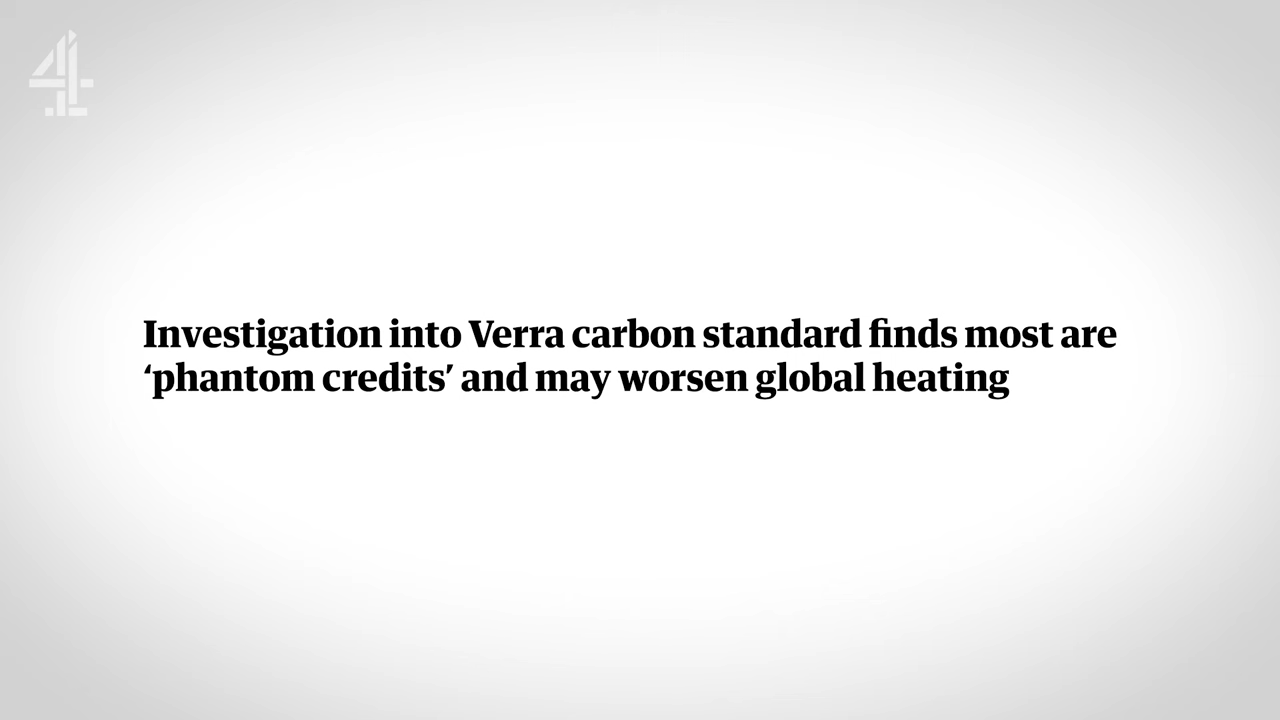 Investigation into Verra carbon standard finds most are
‘phantom credits’ and may worsen global heating